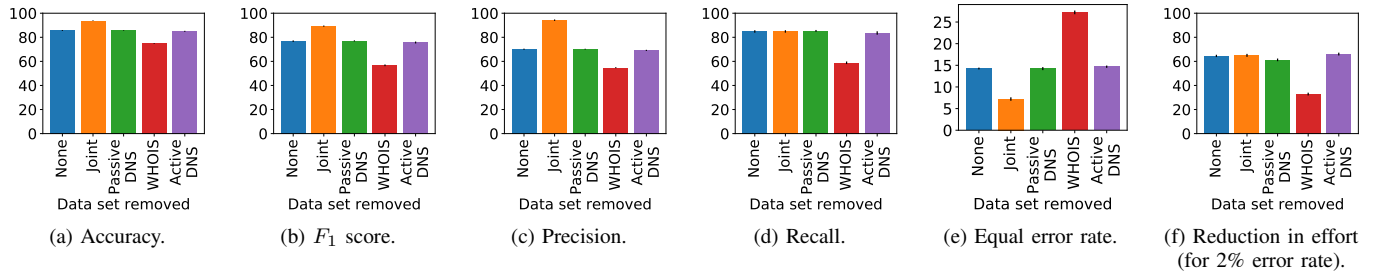 100
80
60
40
20
0
None
Joint
Passive
DNS
WHOIS
Active
DNS
Data set removed
(a) Accuracy.
100
80
60
40
20
0
None
Joint
Passive
DNS
WHOIS
Active
DNS
Data set removed
(b) F₁ score.
100
80
60
40
20
0
None
Joint
Passive
DNS
WHOIS
Active
DNS
Data set removed
(c) Precision.
100
80
60
40
20
0
None
Joint
Passive
DNS
WHOIS
Active
DNS
Data set removed
(d) Recall.
25
20
15
10
5
0
None
Joint
Passive
DNS
WHOIS
Active
DNS
Data set removed
(e) Equal error rate.
100
80
60
40
20
0
None
Joint
Passive
DNS
WHOIS
Active
DNS
Data set removed
(f) Reduction in effort
(for 2% error rate).